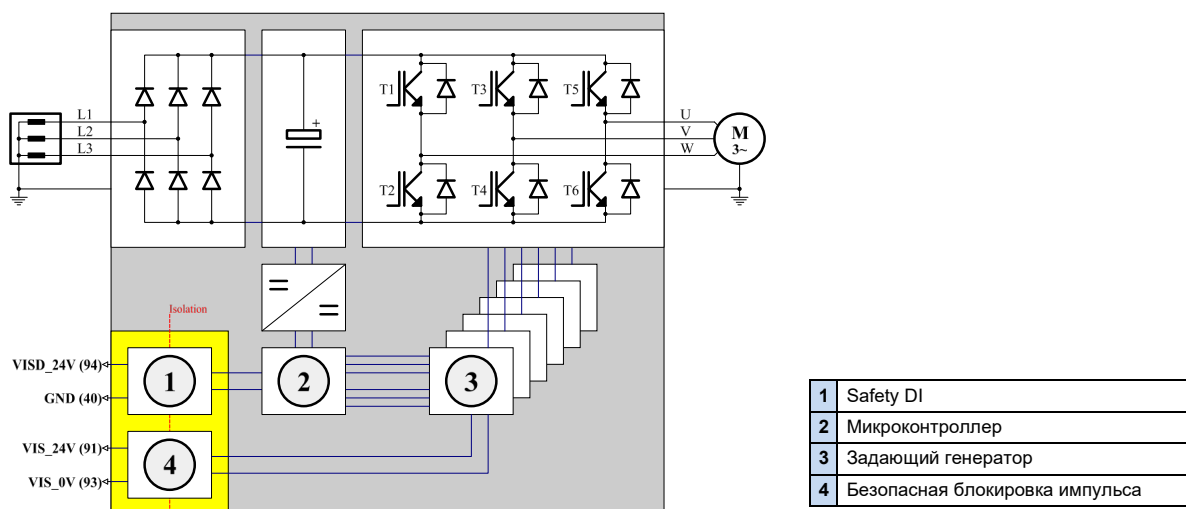 T1
T3
T5
L1
L2
L3
+
U
V
W
M
3~
T2
T4
T6
Isolation
VISD_24V (94)
GND (40)
1
2
3
VIS_24V (91)
VIS_0V (93)
4
1 Safety DI
2 Микроконтроллер
3 Задающий генератор
4 Безопасная блокировка импульса